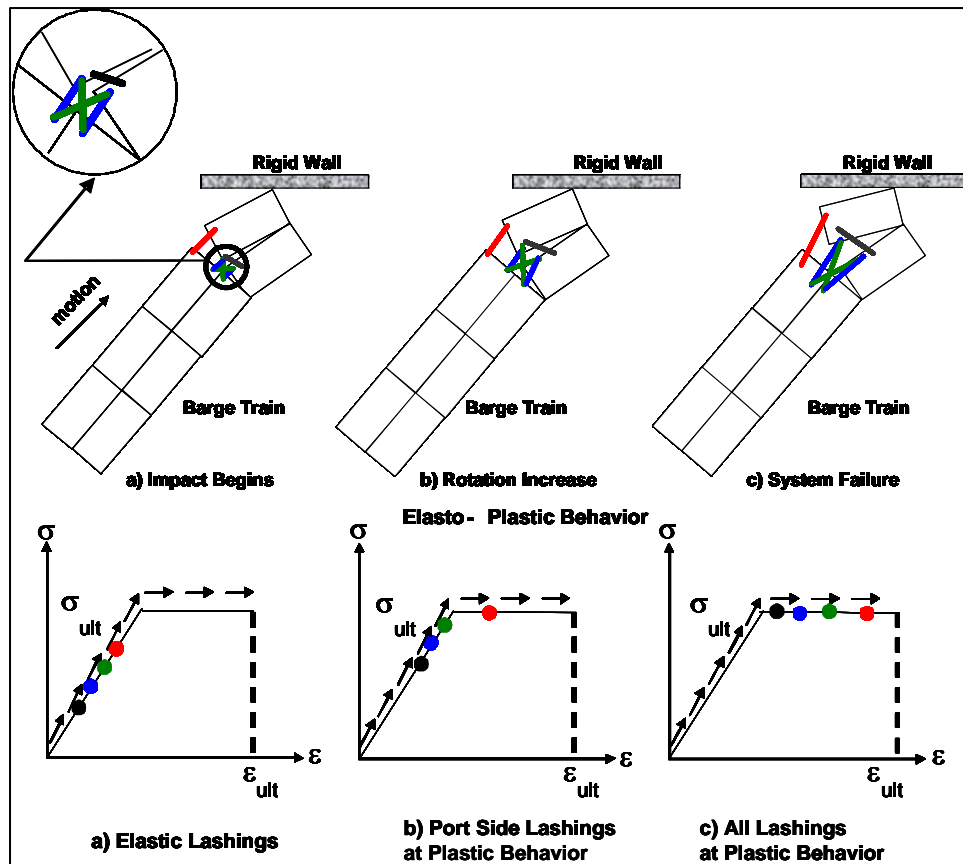 Rigid Wall
Rigid Wall
Rigid Wall
motion
Barge Train
Barge Train
Barge Train
a) Impact Begins
b) Rotation Increase
c) System Failure
Elasto - Plastic Behavior
σ
σ
σ
σ ult
σ ult
σ ult
ε
ε
ε
ε ult
ε ult
ε ult
a) Elastic Lashings
b) Port Side Lashings
at Plastic Behavior
c) All Lashings
at Plastic Behavior